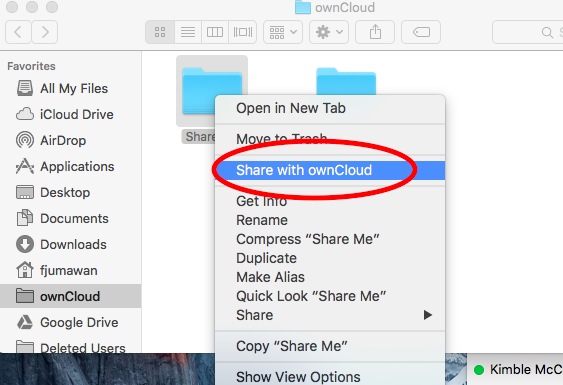 ownCloud
Favorites
All My Files
iCloud Drive
AirDrop
Applications
Desktop
Documents
Downloads
fjumawan
ownCloud
Google Drive
Deleted Users
Share
Open in New Tab
Move to Trash
Share with ownCloud
Get Info
Rename
Compress “Share Me”
Duplicate
Make Alias
Quick Look “Share Me”
Share
Copy “Share Me”
Show View Options
Kimble McC